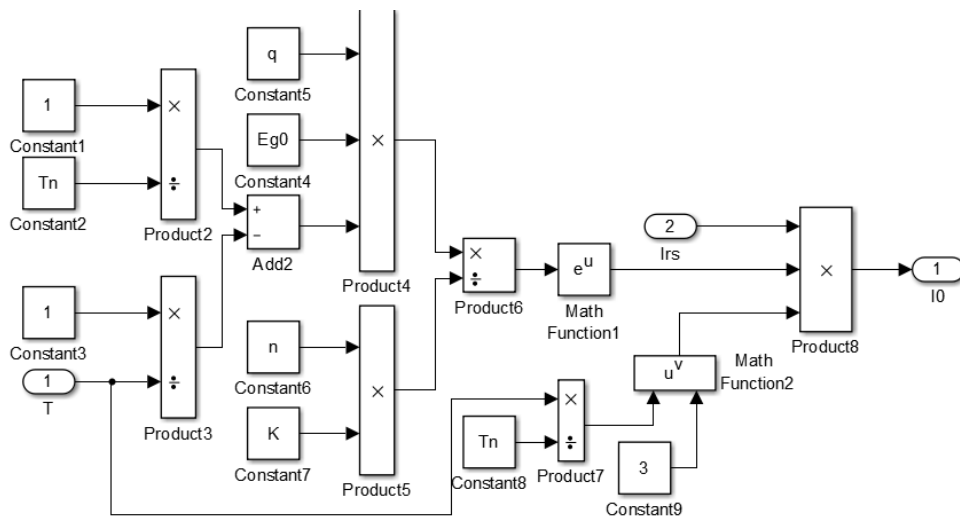 q
Constant5
1
×
Constant1
Eg0
×
Tn
÷
Constant4
Constant2
+
−
Product2
Add2
2
Irs
×
÷
e^u
×
1
I0
Product4
Product6
Math
Function1
1
×
Constant3
n
Product8
1
÷
T
Constant6
×
u^v
Math
Function2
Product3
K
×
Tn
÷
Constant7
Constant8
Product7
3
Product5
Constant9